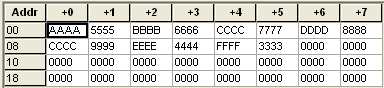 Addr +0 +1 +2 +3 +4 +5 +6 +7
00 AAAA 5555 BBBB 6666 CCCC 7777 DDDD 8888
08 CCCC 9999 EEEE 4444 FFFF 3333 0000 0000
10 0000 0000 0000 0000 0000 0000 0000 0000
18 0000 0000 0000 0000 0000 0000 0000 0000